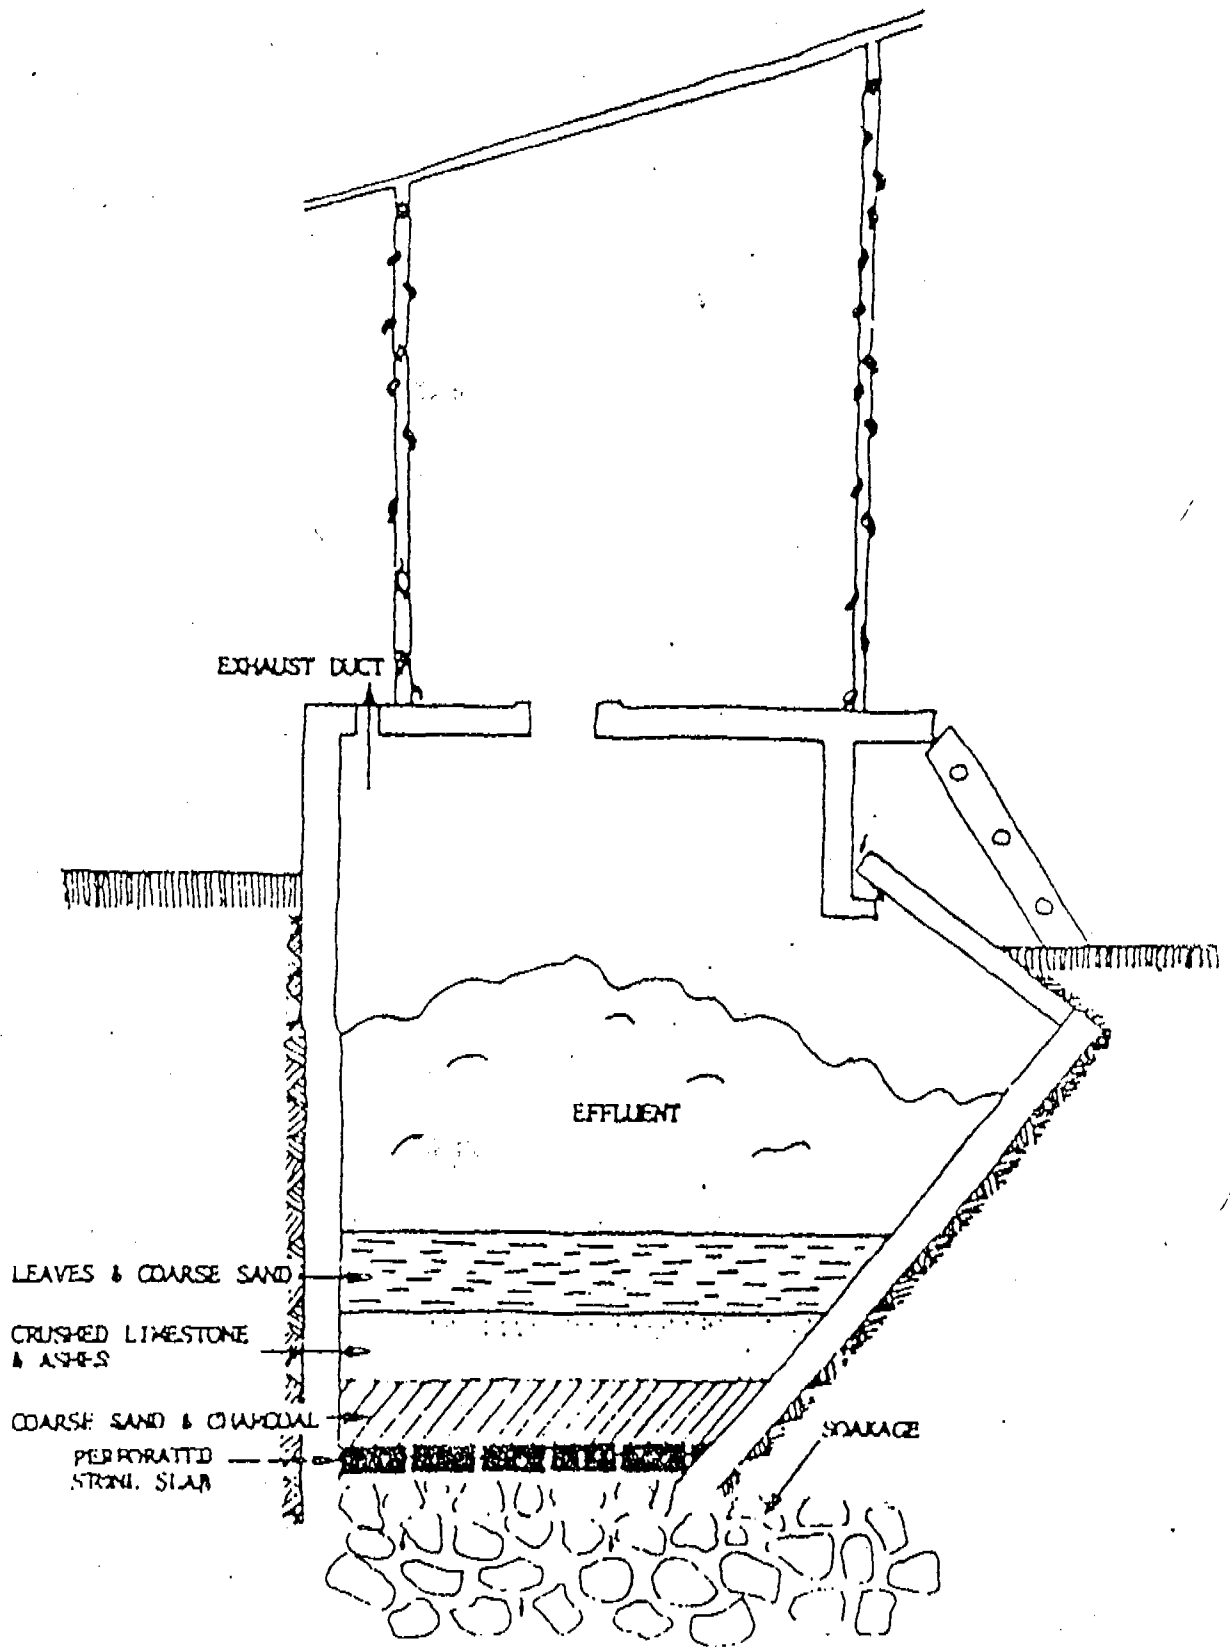 EXHAUST DUCT
EFFLUENT
LEAVES & COARSE SAND
CRUSHED LIMESTONE
& ASHES
COARSE SAND & CHARCOAL
PERFORATED
STONE SLAB
SOAKAGE